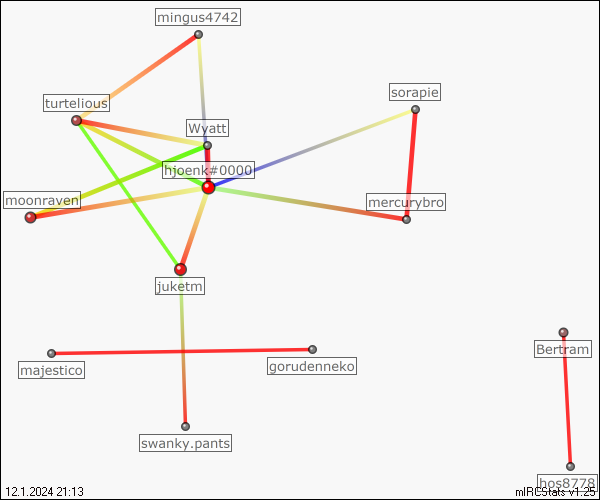 mingus4742
sorapie
turtelious
Wyatt
hjoenk#0000
moonraven
mercurybro
juketm
Bertram
majestico
gorudenneko
swanky.pants
hos8778
12.1.2024 21:13
mIRCStats v1.25